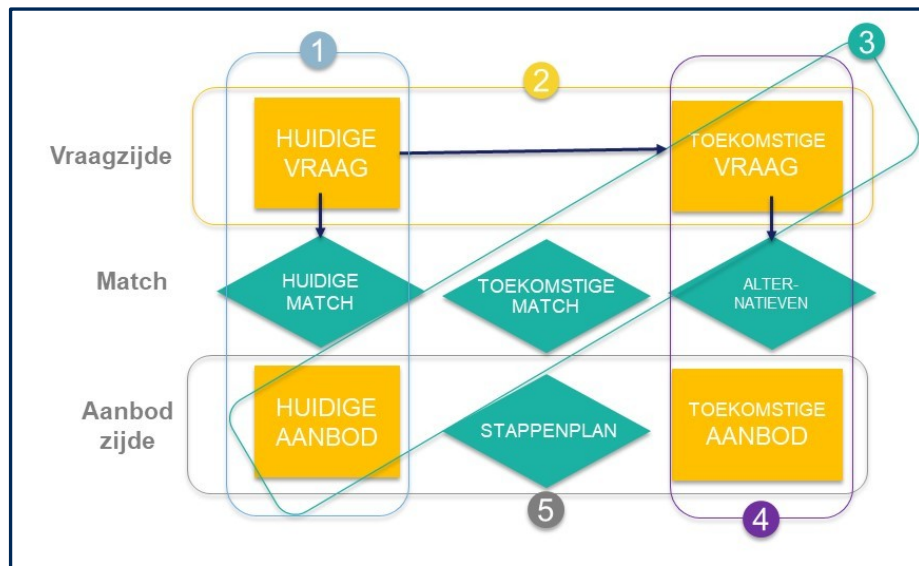 1
2
3
Vraagzijde
HUIDIGE
VRAAG
TOEKOMSTIGE
VRAAG
Match
HUIDIGE
MATCH
TOEKOMSTIGE
MATCH
ALTER-
NATIEVEN
Aanbod
zijde
HUIDIGE
AANBOD
STAPPENPLAN
TOEKOMSTIGE
AANBOD
5
4